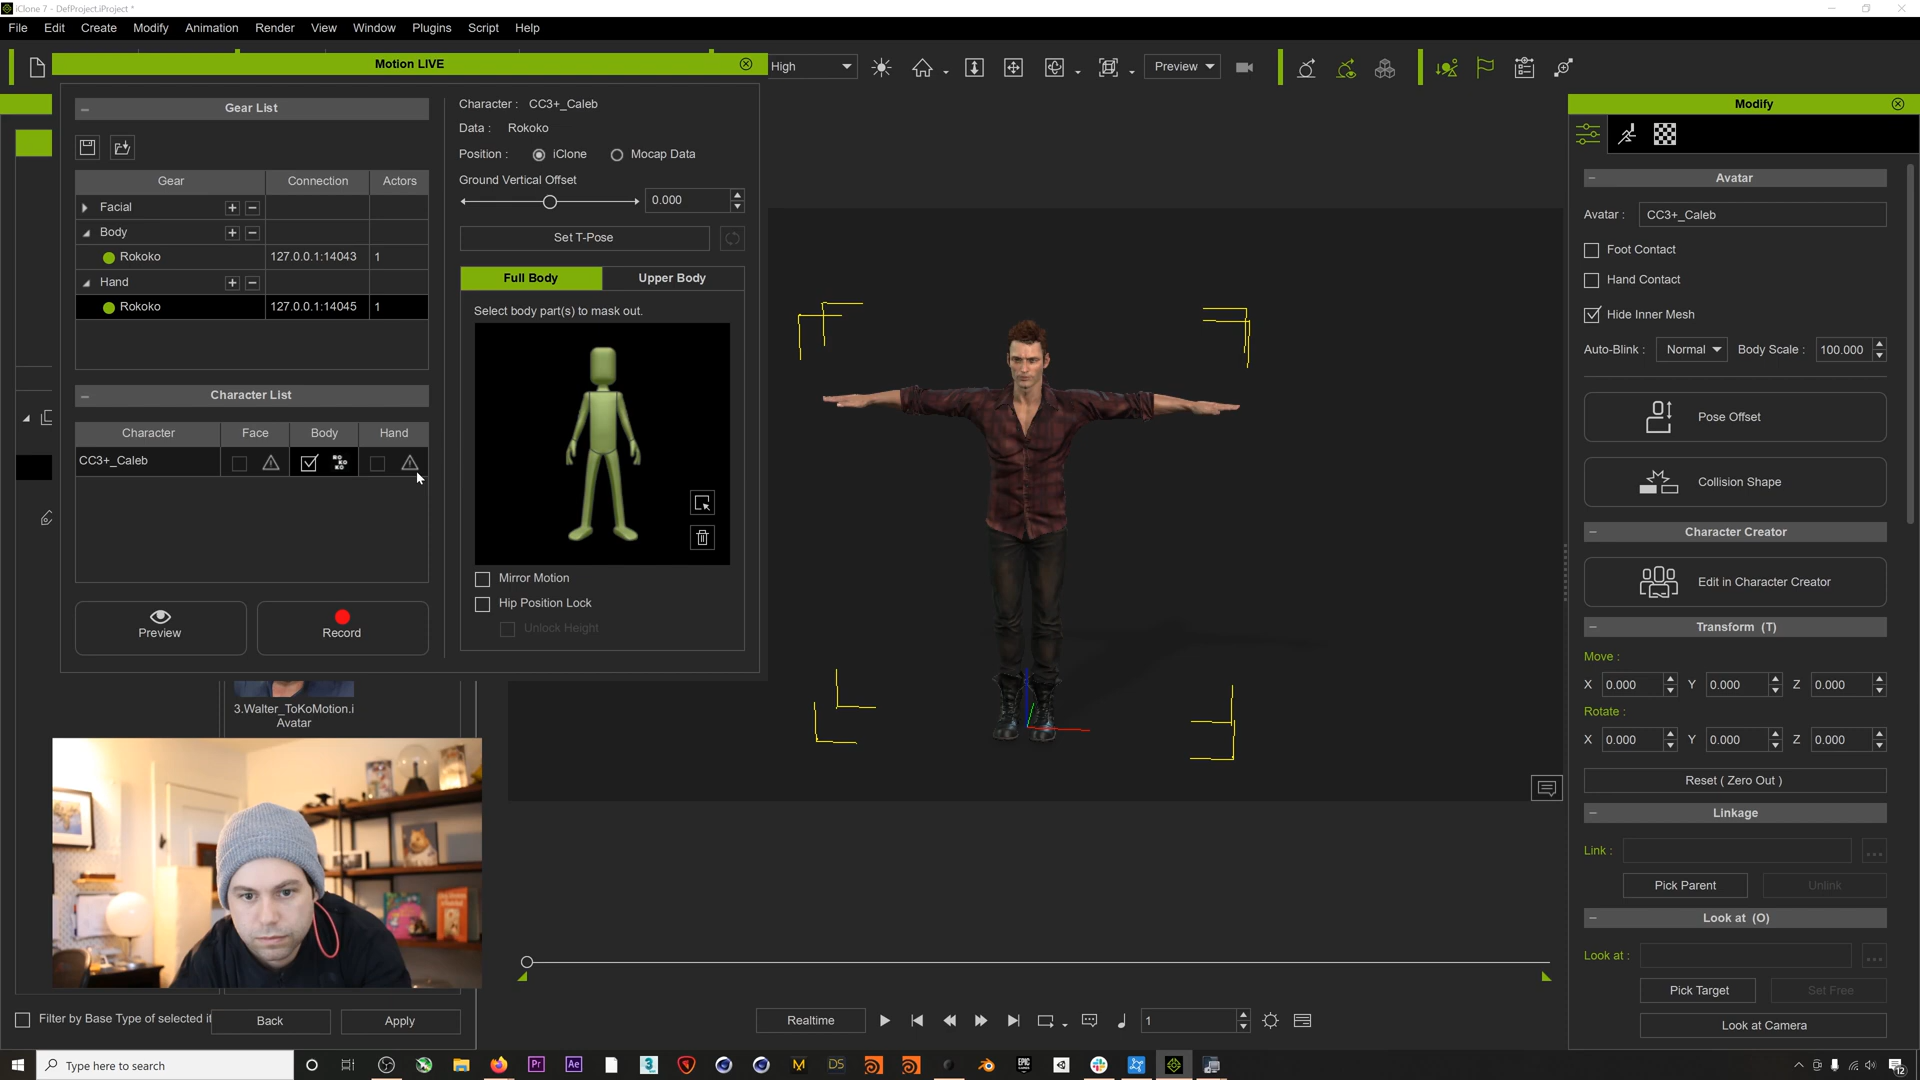 iClone 7 - DefProject.iProject *
File Edit Create Modify Animation Render View Window Plugins Script Help
Motion LIVE
High
Preview
Gear List
Gear Connection Actors
Facial
Body
Rokoko 127.0.0.1:14043 1
Hand
Rokoko 127.0.0.1:14045 1
Character List
Character Face Body Hand
CC3+_Caleb
Preview
Record
Character : CC3+_Caleb
Data : Rokoko
Position : iClone Mocap Data
Ground Vertical Offset
0.000
Set T-Pose
Full Body Upper Body
Select body part(s) to mask out.
Mirror Motion
Hip Position Lock
Unlock Height
3.Walter_ToKoMotion.i
Avatar
Filter by Base Type of selected it
Back
Apply
Realtime
1
Modify
Avatar
Avatar : CC3+_Caleb
Foot Contact
Hand Contact
Hide Inner Mesh
Auto-Blink : Normal Body Scale : 100.000
Pose Offset
Collision Shape
Character Creator
Edit in Character Creator
Transform (T)
Move :
X 0.000 Y 0.000 Z 0.000
Rotate :
X 0.000 Y 0.000 Z 0.000
Reset ( Zero Out )
Linkage
Link :
...
Pick Parent
Unlink
Look at (O)
Look at :
...
Pick Target
Set Free
Look at Camera
Type here to search
Pr
Ae
3
M
DS
EPIC
12